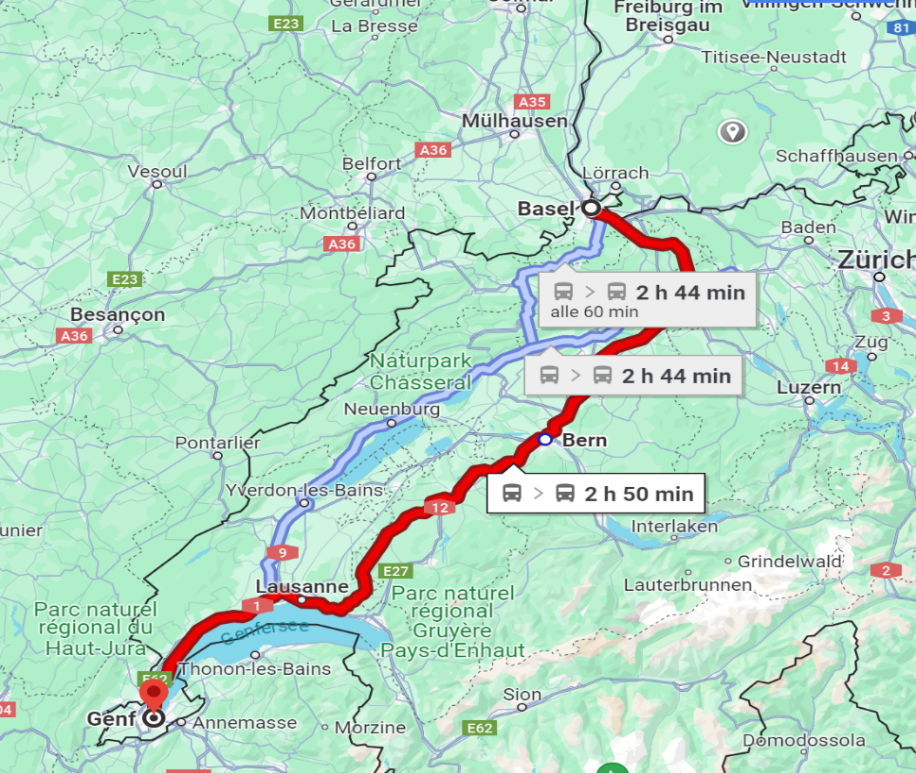 Gérardmer
La Bresse
E23
Freiburg im
Breisgau
81
Titisee-Neustadt
A35
Mülhausen
A36
Belfort
Vesoul
Schaffhausen
Lörrach
Basel
Montbéliard
A36
Baden
Zürich
E23
2 h 44 min
alle 60 min
Besançon
A36
3
Zug
Naturpark
Chasseral
2 h 44 min
14
Luzern
Neuenburg
Pontarlier
Bern
Yverdon-les-Bains
2 h 50 min
12
Interlaken
9
Grindelwald
E27
2
Lauterbrunnen
Lausanne
1
Parc naturel
régional du
Haut-Jura
Parc naturel
régional
Gruyère
Pays-d'Enhaut
Genfersee
Thonon-les-Bains
E62
Genf
Annemasse
Morzine
Sion
E62
Domodossola